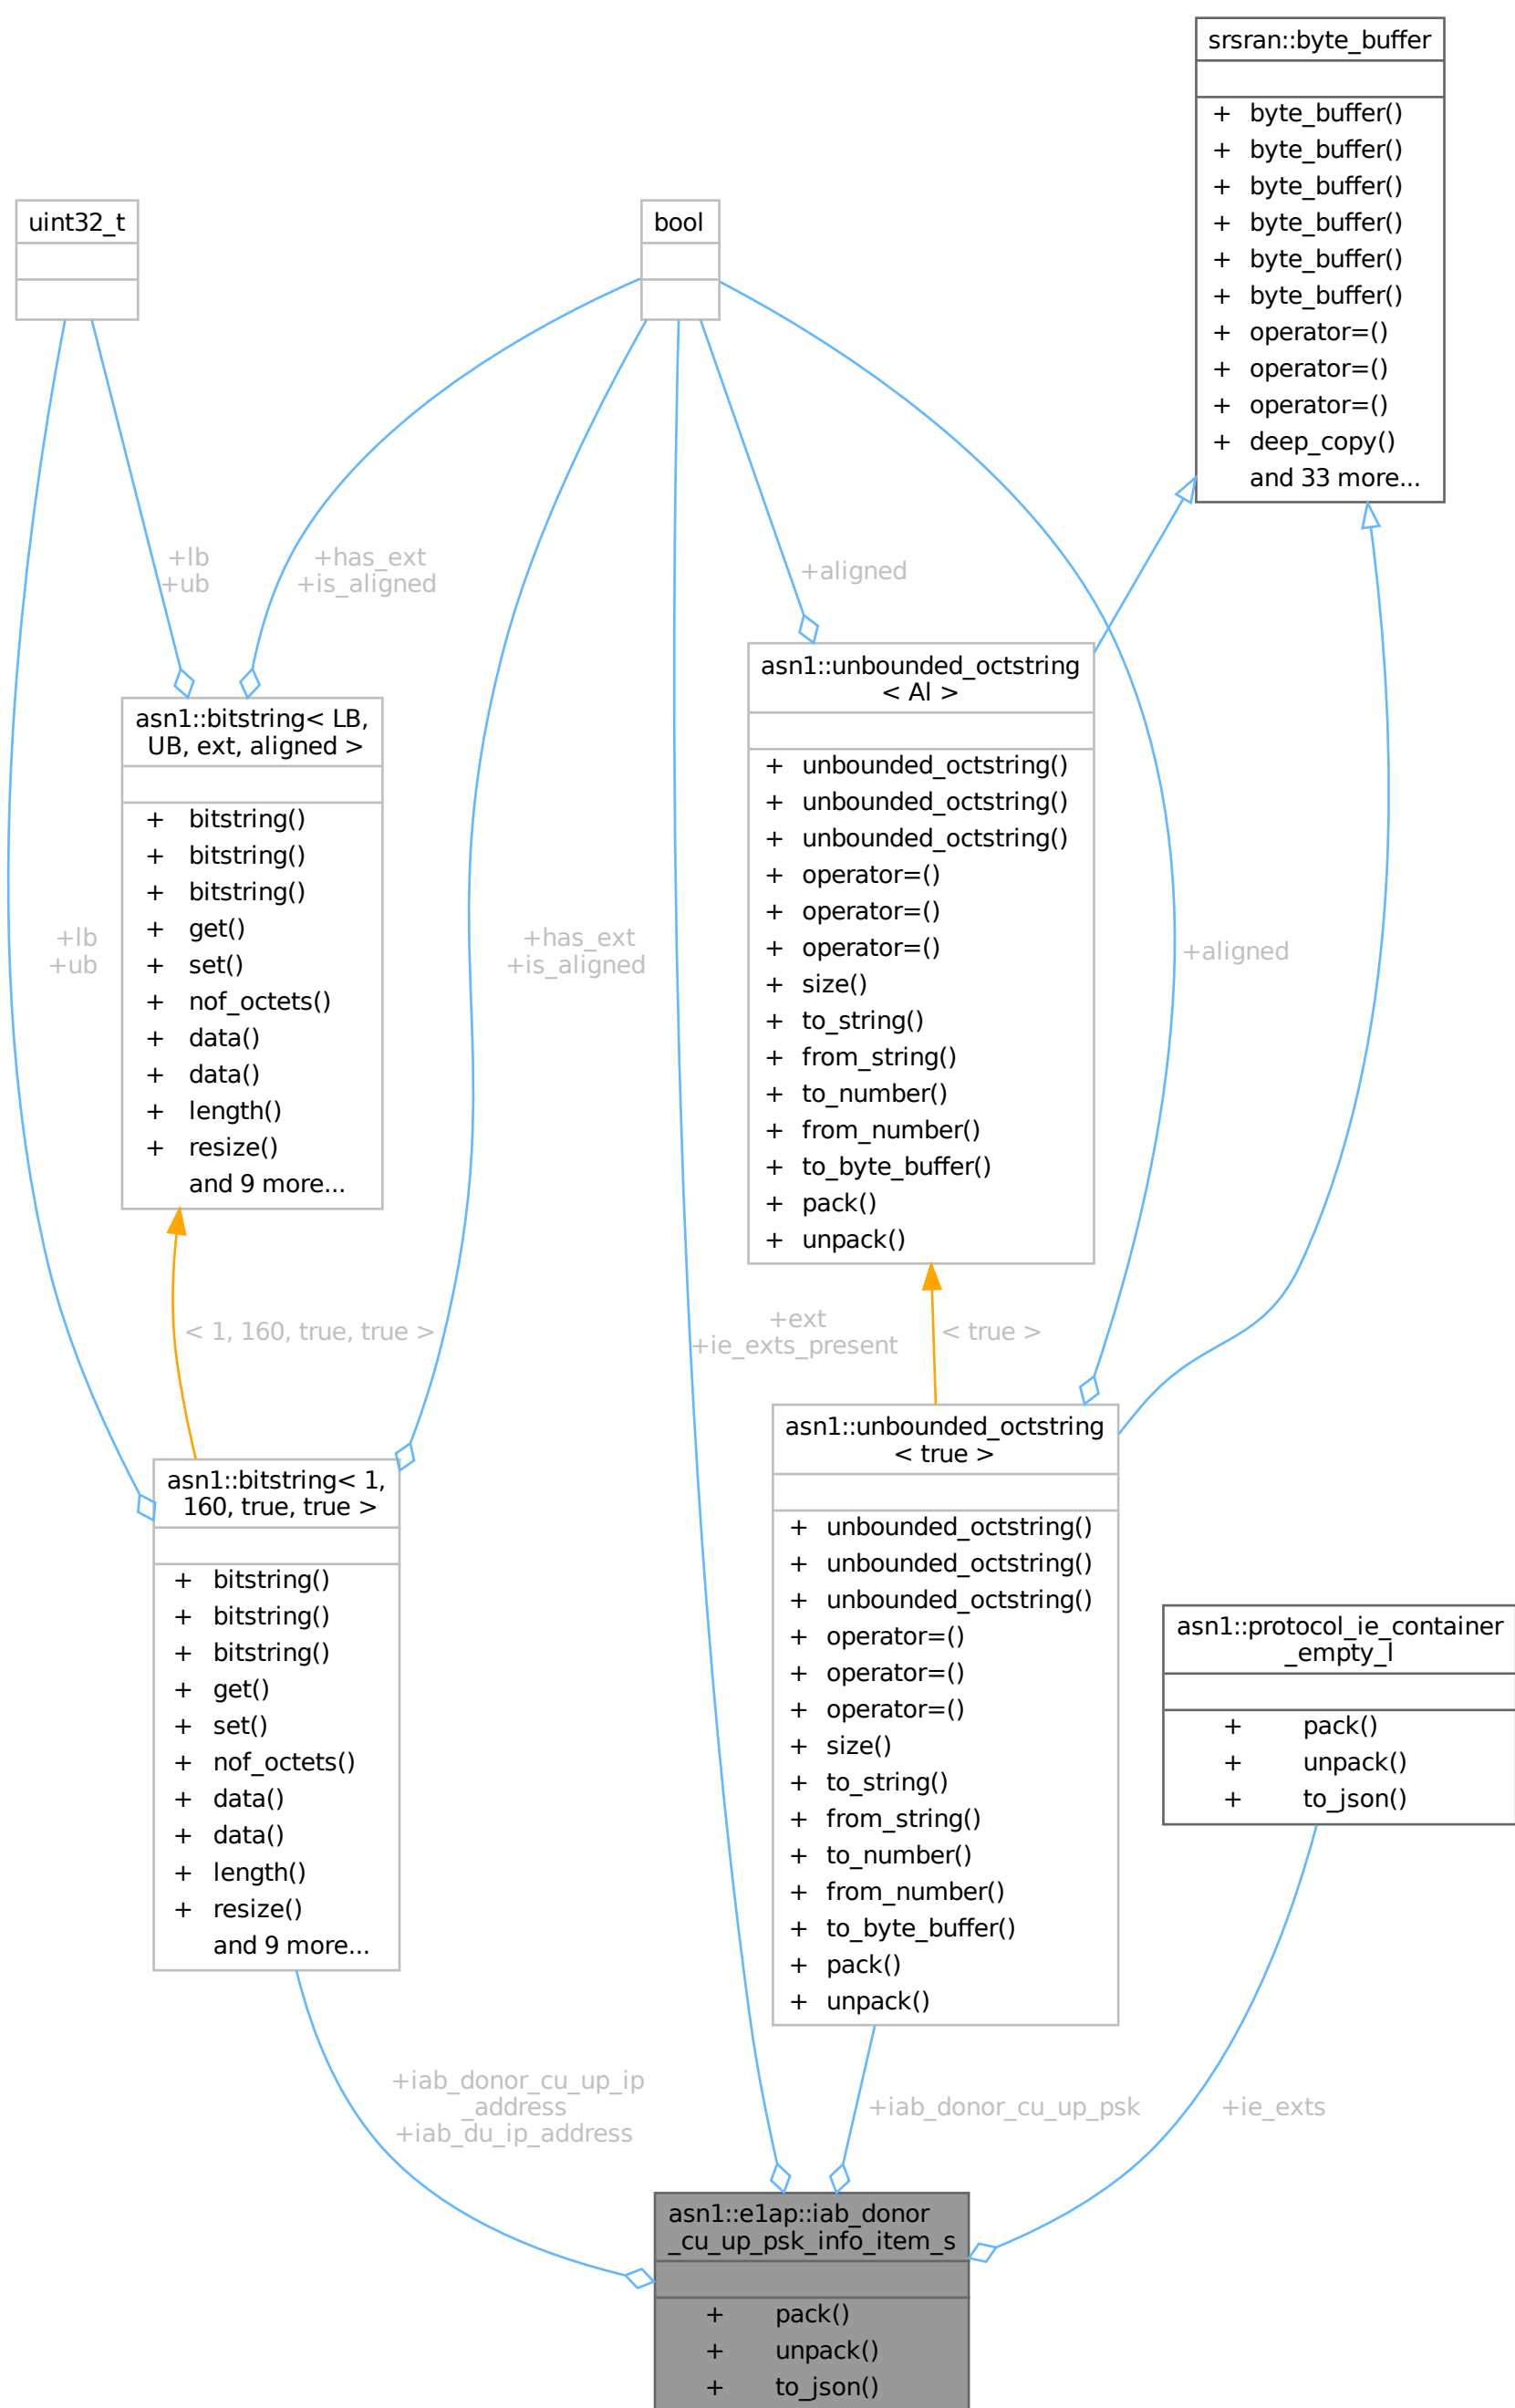 srsran::byte_buffer
+ byte_buffer()
+ byte_buffer()
+ byte_buffer()
+ byte_buffer()
+ byte_buffer()
+ byte_buffer()
+ operator=()
+ operator=()
+ operator=()
+ deep_copy()
and 33 more...
uint32_t
bool
+lb
+ub
+has_ext
+is_aligned
+aligned
asn1::unbounded_octstring
< Al >
+ unbounded_octstring()
+ unbounded_octstring()
+ unbounded_octstring()
+ operator=()
+ operator=()
+ operator=()
+ size()
+ to_string()
+ from_string()
+ to_number()
+ from_number()
+ to_byte_buffer()
+ pack()
+ unpack()
asn1::bitstring< LB,
UB, ext, aligned >
+ bitstring()
+ bitstring()
+ bitstring()
+ get()
+ set()
+ nof_octets()
+ data()
+ data()
+ length()
+ resize()
and 9 more...
+lb
+ub
+has_ext
+is_aligned
+aligned
< 1, 160, true, true >
+ext
+ie_exts_present
< true >
asn1::unbounded_octstring
< true >
+ unbounded_octstring()
+ unbounded_octstring()
+ unbounded_octstring()
+ operator=()
+ operator=()
+ operator=()
+ size()
+ to_string()
+ from_string()
+ to_number()
+ from_number()
+ to_byte_buffer()
+ pack()
+ unpack()
asn1::bitstring< 1,
160, true, true >
+ bitstring()
+ bitstring()
+ bitstring()
+ get()
+ set()
+ nof_octets()
+ data()
+ data()
+ length()
+ resize()
and 9 more...
asn1::protocol_ie_container
_empty_l
+ pack()
+ unpack()
+ to_json()
+iab_donor_cu_up_ip
_address
+iab_du_ip_address
+iab_donor_cu_up_psk
+ie_exts
asn1::e1ap::iab_donor
_cu_up_psk_info_item_s
+ pack()
+ unpack()
+ to_json()